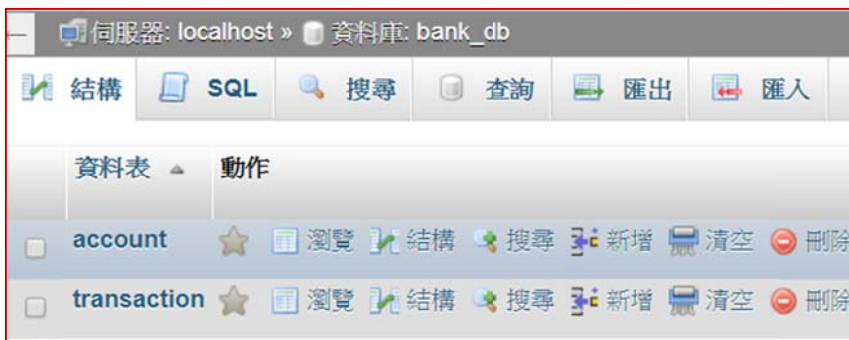 ← 伺服器: localhost » 資料庫: bank_db
結構 SQL 搜尋 查詢 匯出 匯入
資料表 動作
account 瀏覽 結構 搜尋 新增 清空 刪除
transaction 瀏覽 結構 搜尋 新增 清空 刪除